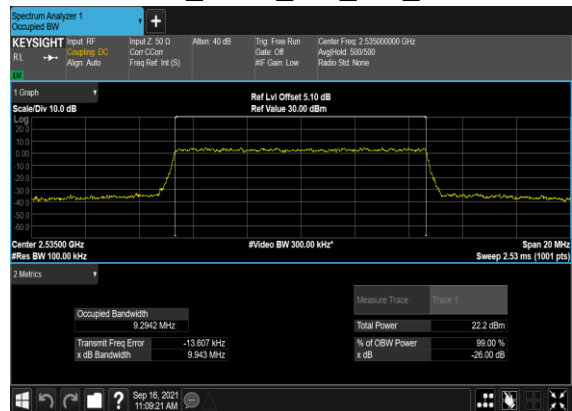 Spectrum Analyzer 1
Occupied BW
+
KEYSIGHT Input: RF Input Z: 50 Ω Atten: 40 dB Trig: Free Run Center Freq: 2.535000000 GHz
RL Coupling: DC Corr CCorr Gate: Off Avg|Hold: 500/500
Align: Auto Freq Ref: Int (S) #IF Gain: Low Radio Std: None
LW
1 Graph
Ref Lvl Offset 5.10 dB
Scale/Div 10.0 dB Ref Value 30.00 dBm
Log
20.0
10.0
0.00
-10.0
-20.0
-30.0
-40.0
-50.0
-60.0
Center 2.53500 GHz #Video BW 300.00 kHz* Span 20 MHz
#Res BW 100.00 kHz Sweep 2.53 ms (1001 pts)
2 Metrics
Measure Trace Trace 1
Occupied Bandwidth
9.2942 MHz
Total Power 22.2 dBm
Transmit Freq Error -13.607 kHz % of OBW Power 99.00 %
x dB Bandwidth 9.943 MHz x dB -26.00 dB
? Sep 16, 2021
11:09:21 AM